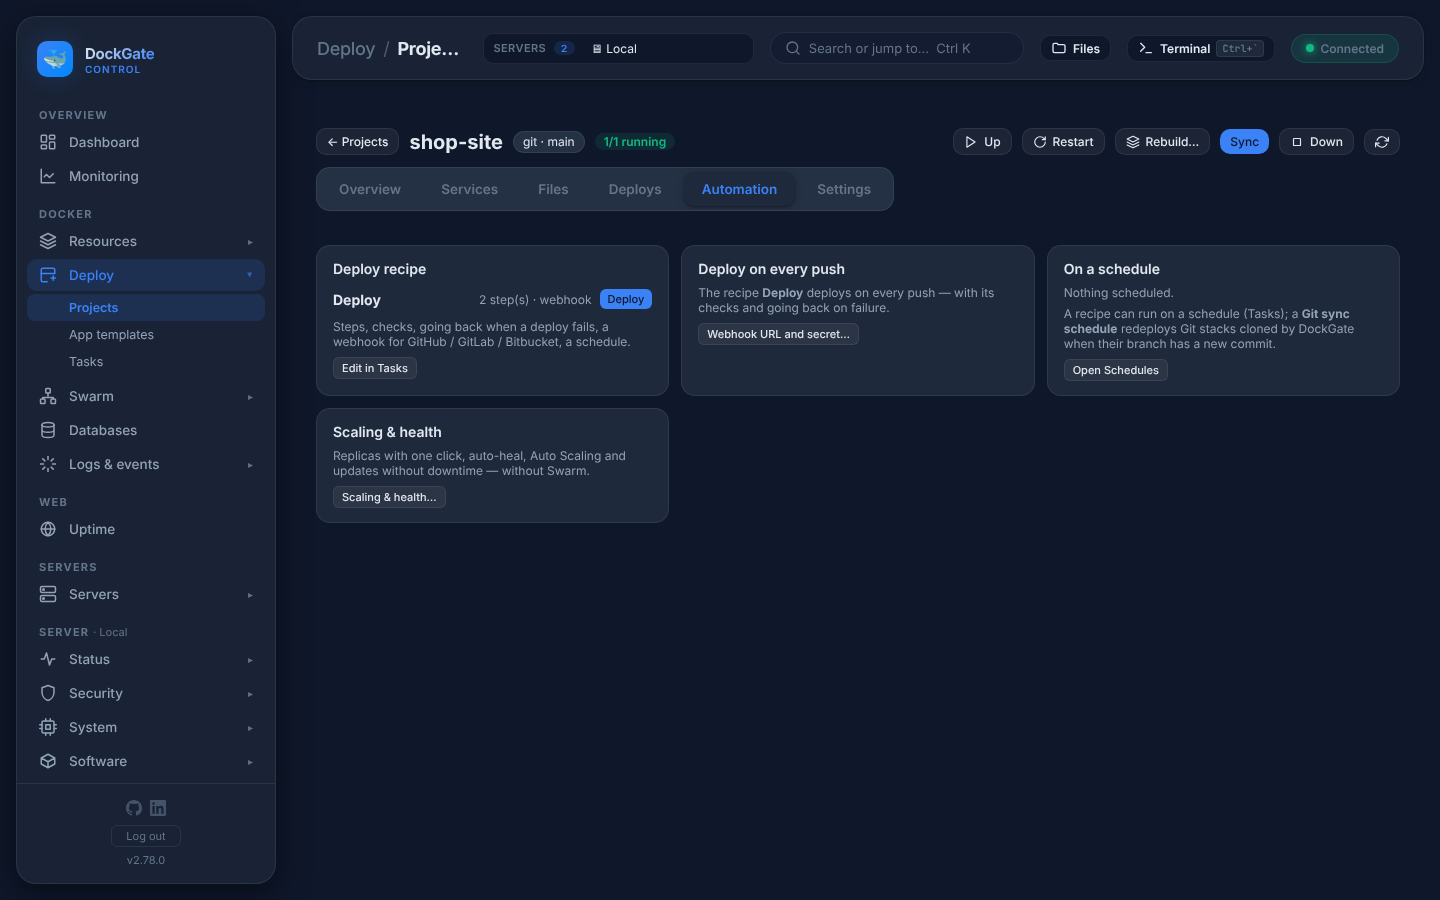 DockGate
CONTROL
OVERVIEW
Dashboard
Monitoring
DOCKER
Resources
Deploy
Projects
App templates
Tasks
Swarm
Databases
Logs & events
WEB
Uptime
SERVERS
Servers
SERVER · Local
Status
Security
System
Software
Log out
v2.78.0
Deploy / Proje...
SERVERS 2 Local
Search or jump to... Ctrl K
Files
Terminal Ctrl+`
Connected
← Projects
shop-site
git · main
1/1 running
Up
Restart
Rebuild...
Sync
Down
Overview
Services
Files
Deploys
Automation
Settings
Deploy recipe
Deploy 2 step(s) · webhook Deploy
Steps, checks, going back when a deploy fails, a
webhook for GitHub / GitLab / Bitbucket, a schedule.
Edit in Tasks
Deploy on every push
The recipe Deploy deploys on every push — with its
checks and going back on failure.
Webhook URL and secret...
On a schedule
Nothing scheduled.
A recipe can run on a schedule (Tasks); a Git sync
schedule redeploys Git stacks cloned by DockGate
when their branch has a new commit.
Open Schedules
Scaling & health
Replicas with one click, auto-heal, Auto Scaling and
updates without downtime — without Swarm.
Scaling & health...